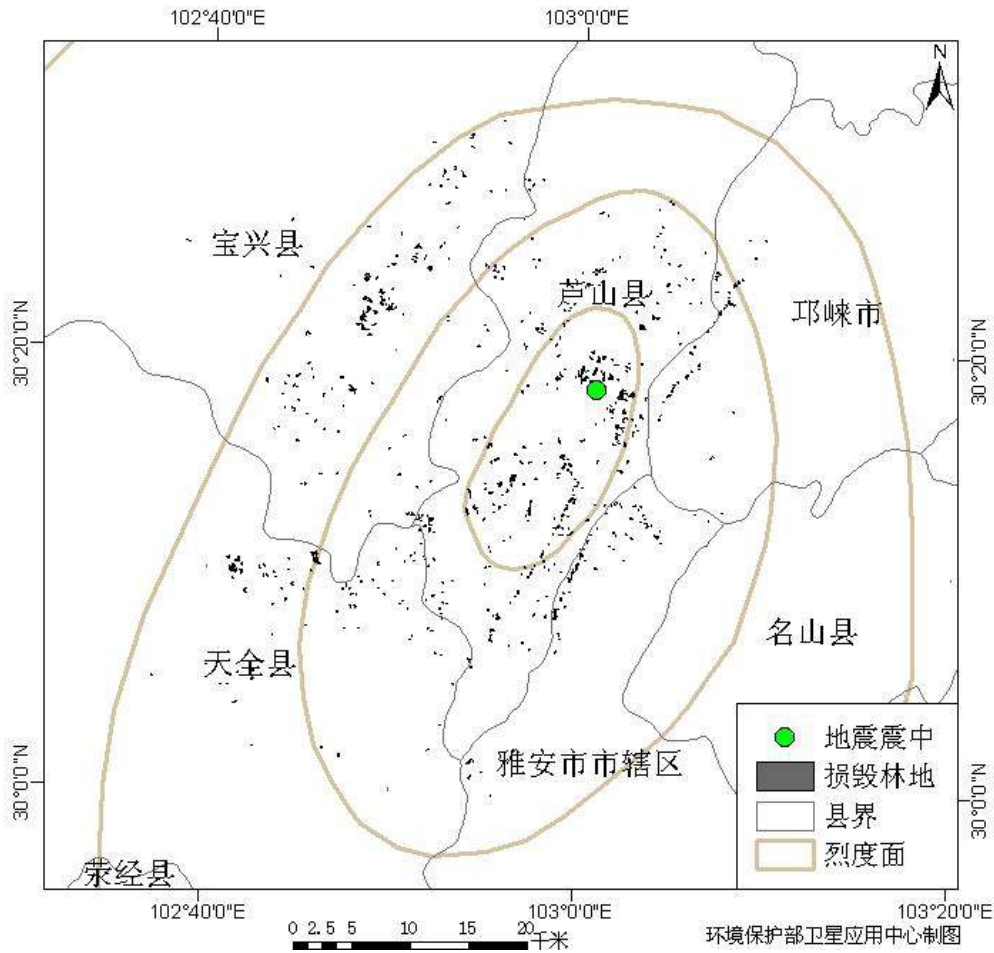 102°40'0"E
103°0'0"E
N
宝兴县
芦山县
邛崃市
30°20'0"N
30°20'0"N
天全县
名山县
雅安市市辖区
30°0'0"N
30°0'0"N
地震震中
损毁林地
县界
烈度面
荥经县
102°40'0"E
103°0'0"E
103°20'0"E
0 2.5 5 10 15 20
千米
环境保护部卫星应用中心制图